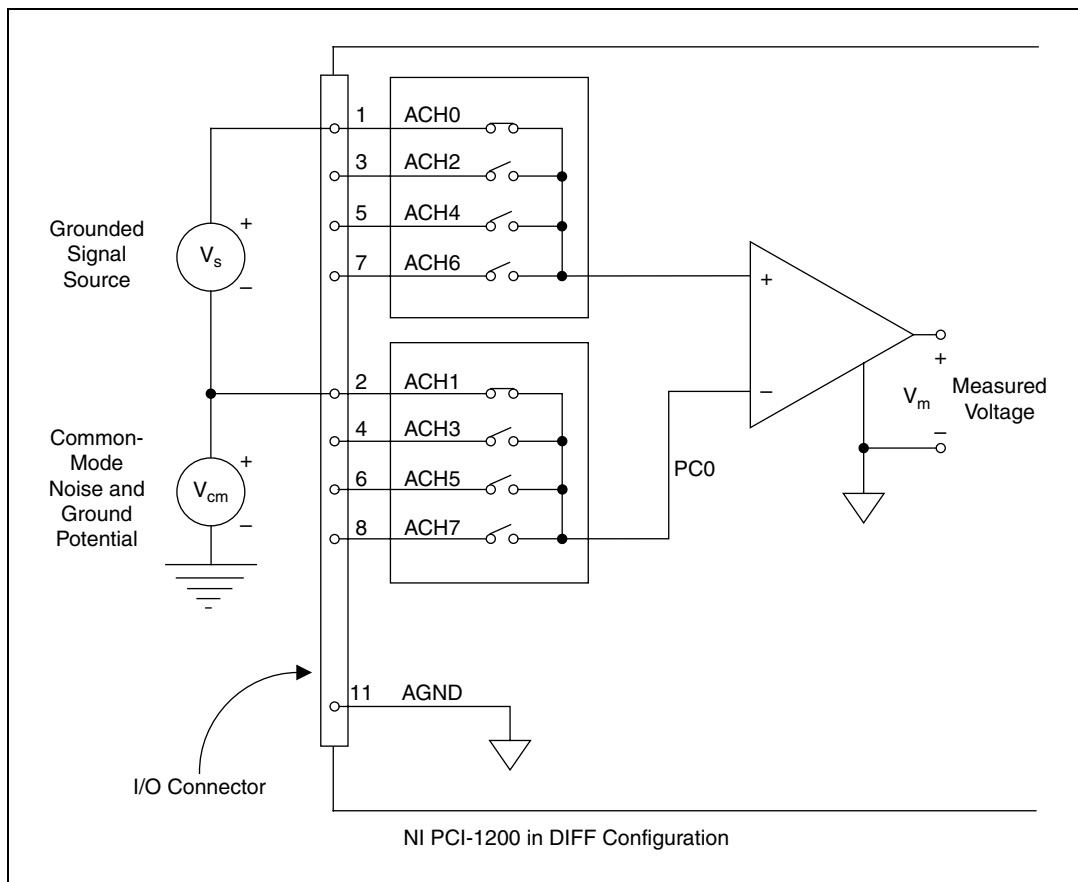 1 ACH0
3 ACH2
5 ACH4
7 ACH6
Grounded
Signal
Source
+
Vs
–
+
–
2 ACH1
4 ACH3
6 ACH5
8 ACH7
PC0
+
Vm
–
Measured
Voltage
Common-
Mode
Noise and
Ground
Potential
+
Vcm
–
11 AGND
I/O Connector
NI PCI-1200 in DIFF Configuration